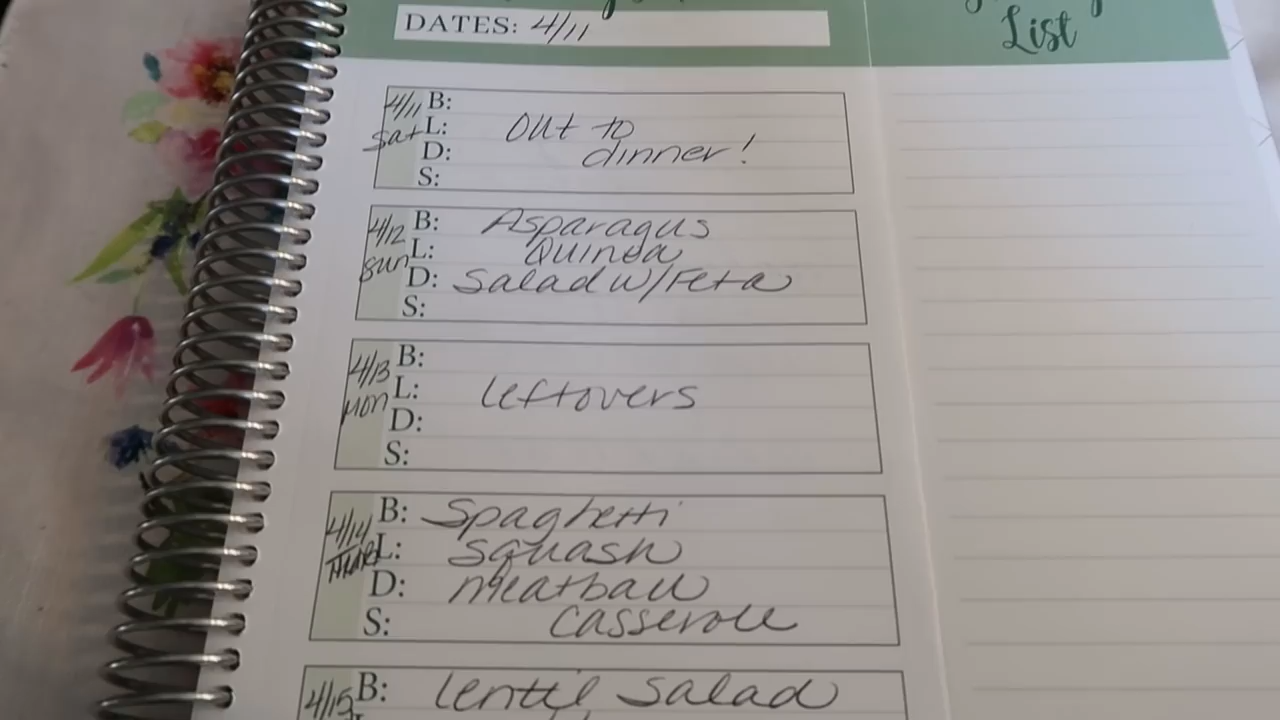 DATES: 4/11
List
4/11 B:
Sat L: Out to
D: dinner!
S:
4/12 B: Asparagus
Sun L: Quinoa
D: Salad w/Feta
S:
4/13 B:
Mon L: leftovers
D:
S:
4/14 B: Spaghetti
L: Squash
D: meatball
S: casserole
4/15 B: lentil salad